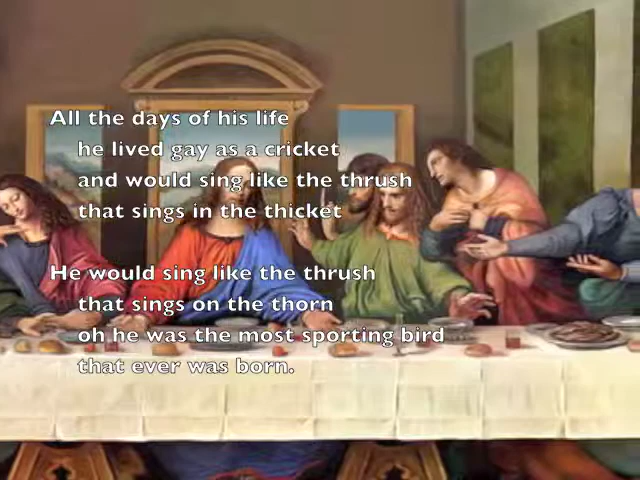 All the days of his life
he lived gay as a cricket
and would sing like the thrush
that sings in the thicket
He would sing like the thrush
that sings on the thorn
oh he was the most sporting bird
that ever was born.